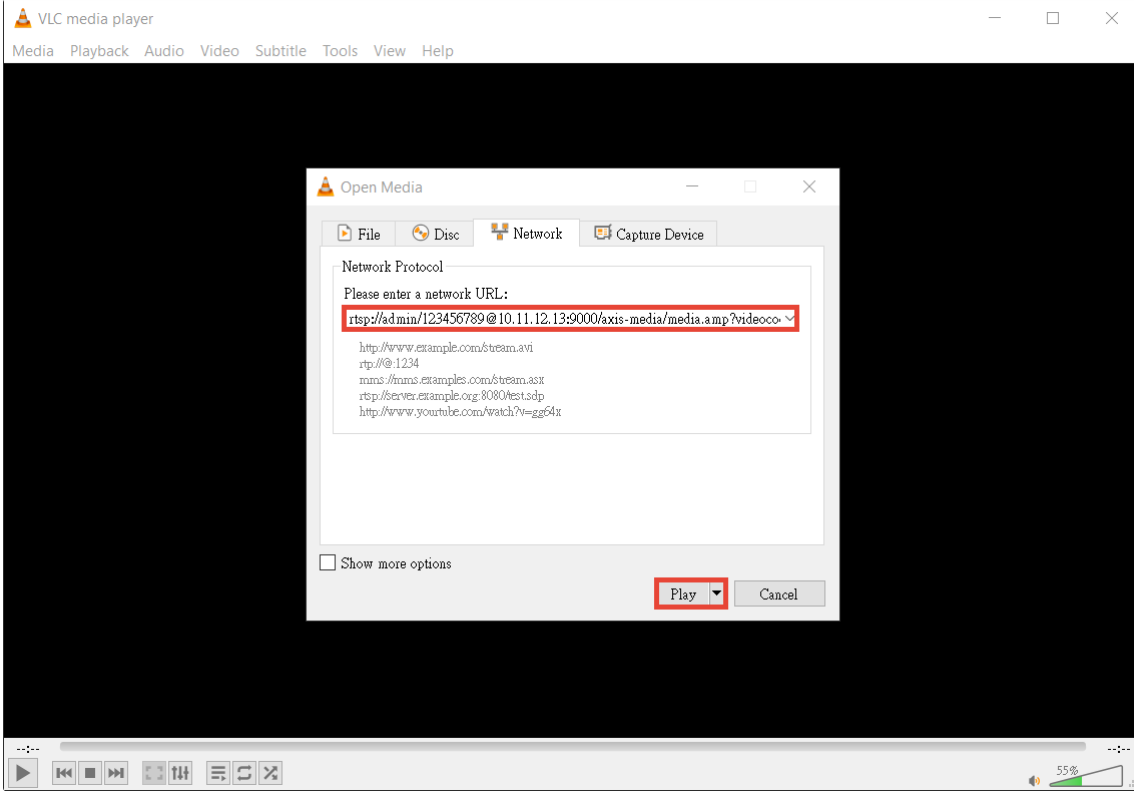 VLC media player
Media Playback Audio Video Subtitle Tools View Help
Open Media
File Disc Network Capture Device
Network Protocol
Please enter a network URL:
rtsp://admin/123456789@10.11.12.13:9000/axis-media/media.amp?videoco
http://www.example.com/stream.avi
rtp://@:1234
mms://mms.examples.com/stream.asx
rtsp://server.example.org:8080/test.sdp
http://www.yourtube.com/watch?v=gg64x
Show more options
Play Cancel
--:-- --:--
55%